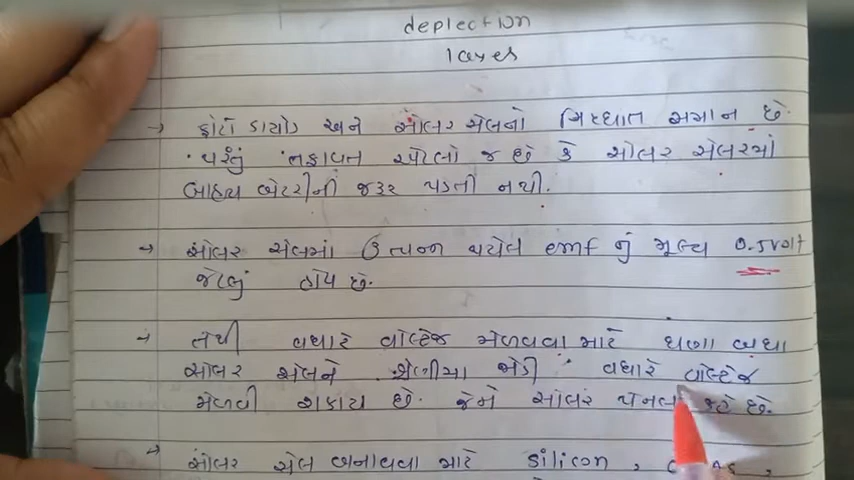 deplection
layer
→ ફોટો ડાયોડ અને સોલર સેલનો સિદ્ધાત સમાન છે.
પરંતુ તફાવત એટલો જ છે કે સોલર સેલરમાં
બાહ્ય બેટરીની જરૂર પડતી નથી.
→ સોલર સેલમાં ઉત્પન્ન થયેલ emf નું મૂલ્ય 0.5volt
જેટલું હોય છે.
→ તેથી વધારે વોલ્ટેજ મેળવવા માટે ઘણા બધા
સોલર સેલને શ્રેણીમા જોડી વધારે વોલ્ટેજ
મેળવી શકાય છે. જેને સોલર પેનલ કહે છે.
→ સોલર સેલ બનાવવા માટે silicon ,